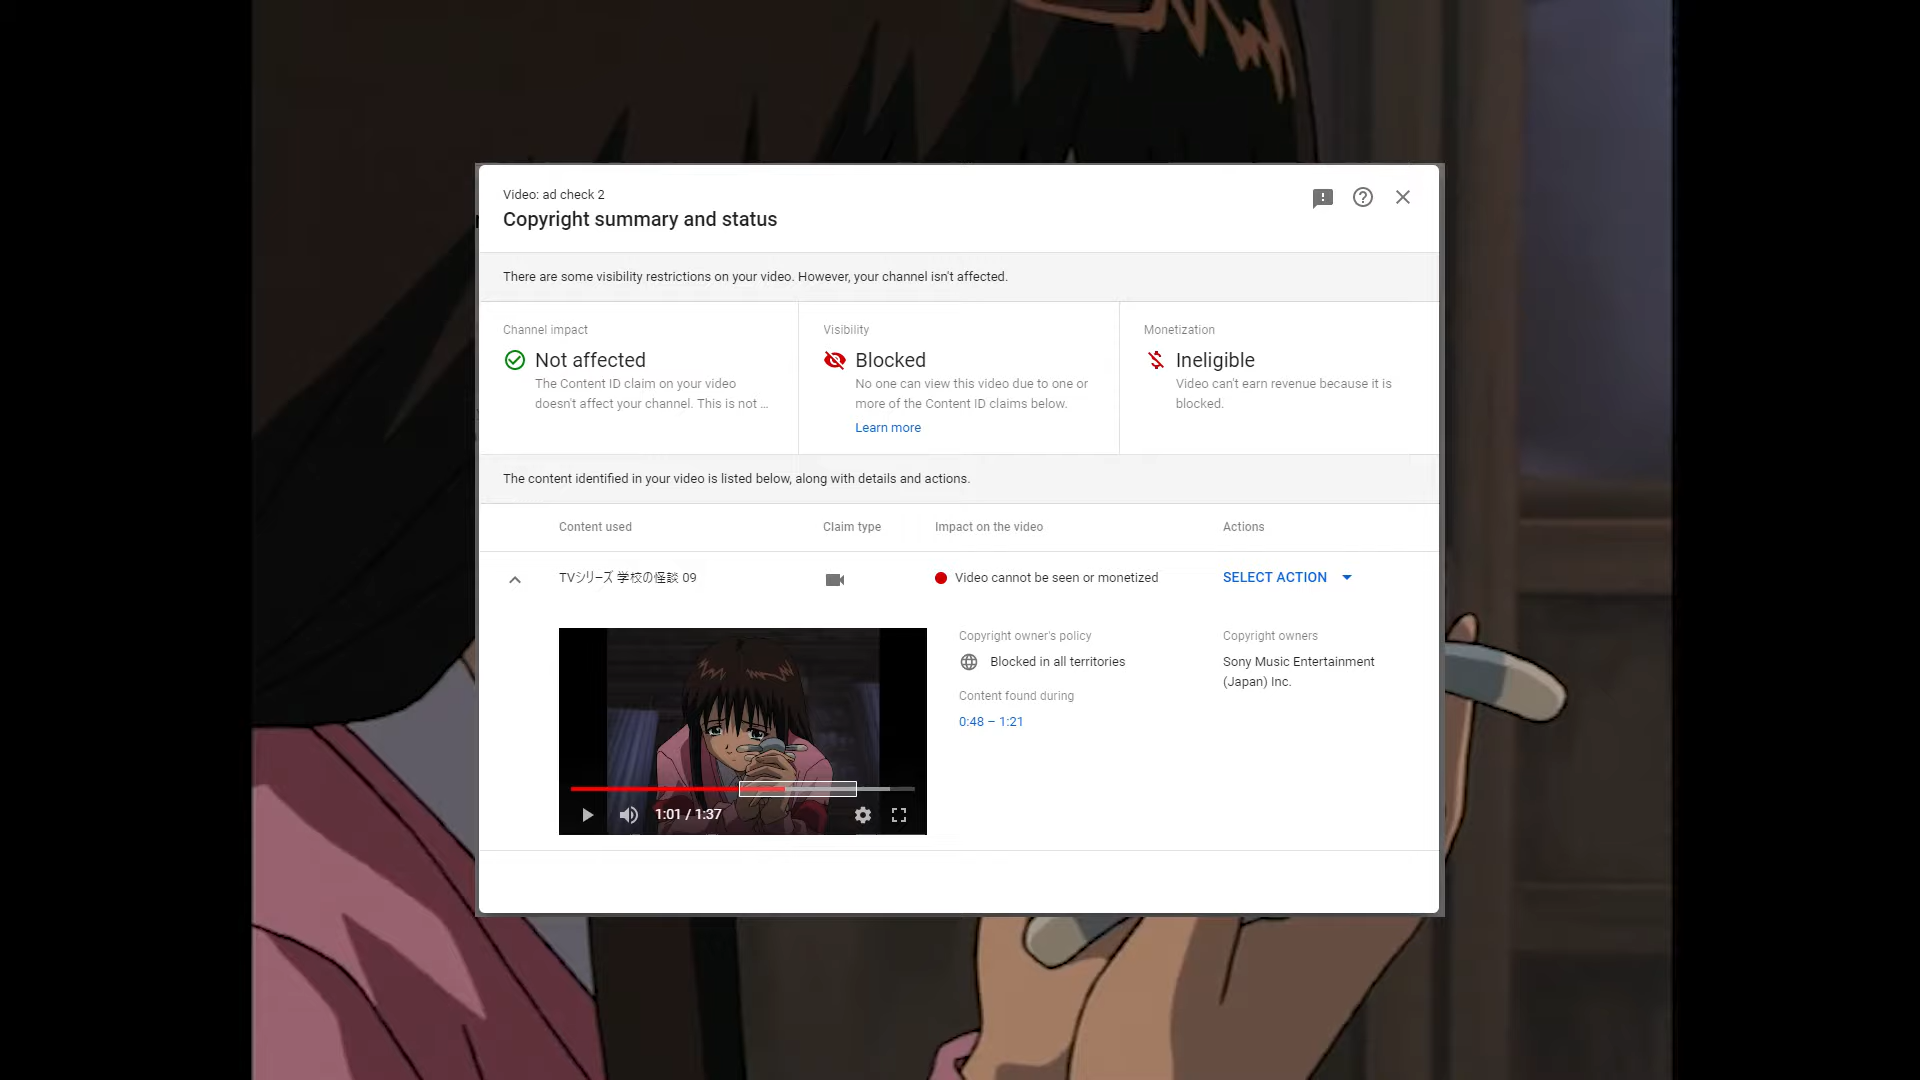 Video: ad check 2
Copyright summary and status
There are some visibility restrictions on your video. However, your channel isn't affected.
Channel impact
Not affected
The Content ID claim on your video
doesn't affect your channel. This is not ...
Visibility
Blocked
No one can view this video due to one or
more of the Content ID claims below.
Learn more
Monetization
Ineligible
Video can't earn revenue because it is
blocked.
The content identified in your video is listed below, along with details and actions.
Content used
Claim type
Impact on the video
Actions
TVシリーズ 学校の怪談 09
Video cannot be seen or monetized
SELECT ACTION
1:01 / 1:37
Copyright owner's policy
Blocked in all territories
Content found during
0:48 – 1:21
Copyright owners
Sony Music Entertainment
(Japan) Inc.